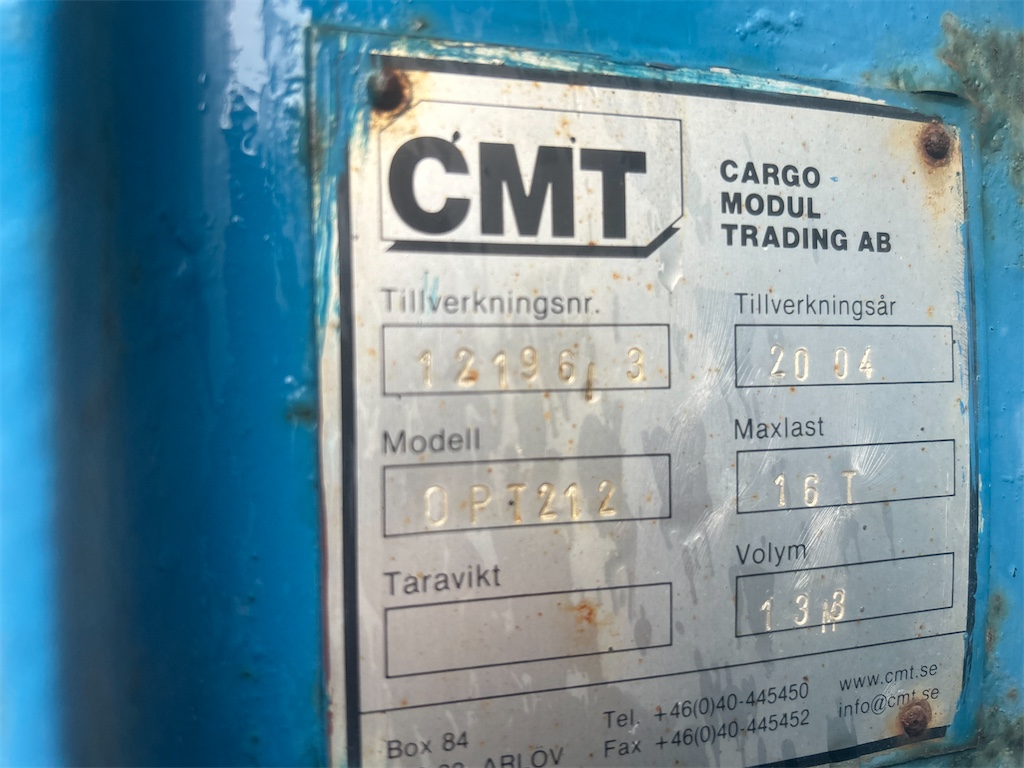 CMT
CARGO
MODUL
TRADING AB
Tillverkningsnr.
Tillverkningsår
12196,3
2004
Modell
Maxlast
OPT212
16 T
Taravikt
Volym
13
Box 84
Tel. +46(0)40-445450
www.cmt.se
ARLÖV
Fax +46(0)40-445452
info@cmt.se